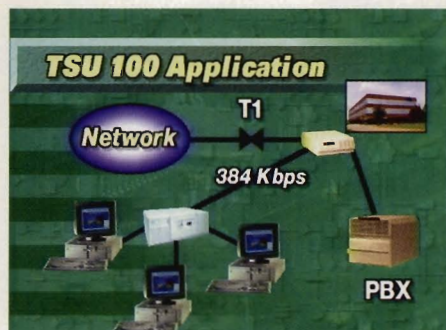 TSU 100 Application
T1
Network
384 Kbps
PBX